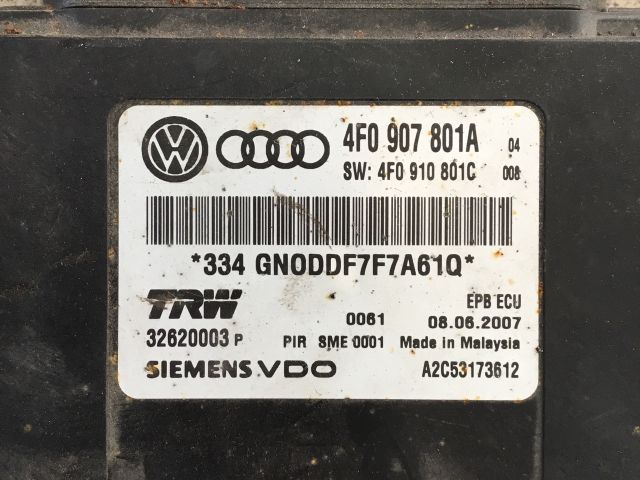 4F0 907 801A 04
SW: 4F0 910 801C 008
*334 GNODDF7F7A61Q*
TRW EPB ECU
0061 08.06.2007
32620003 P PIR SME 0001 Made in Malaysia
SIEMENS VDO A2C53173612